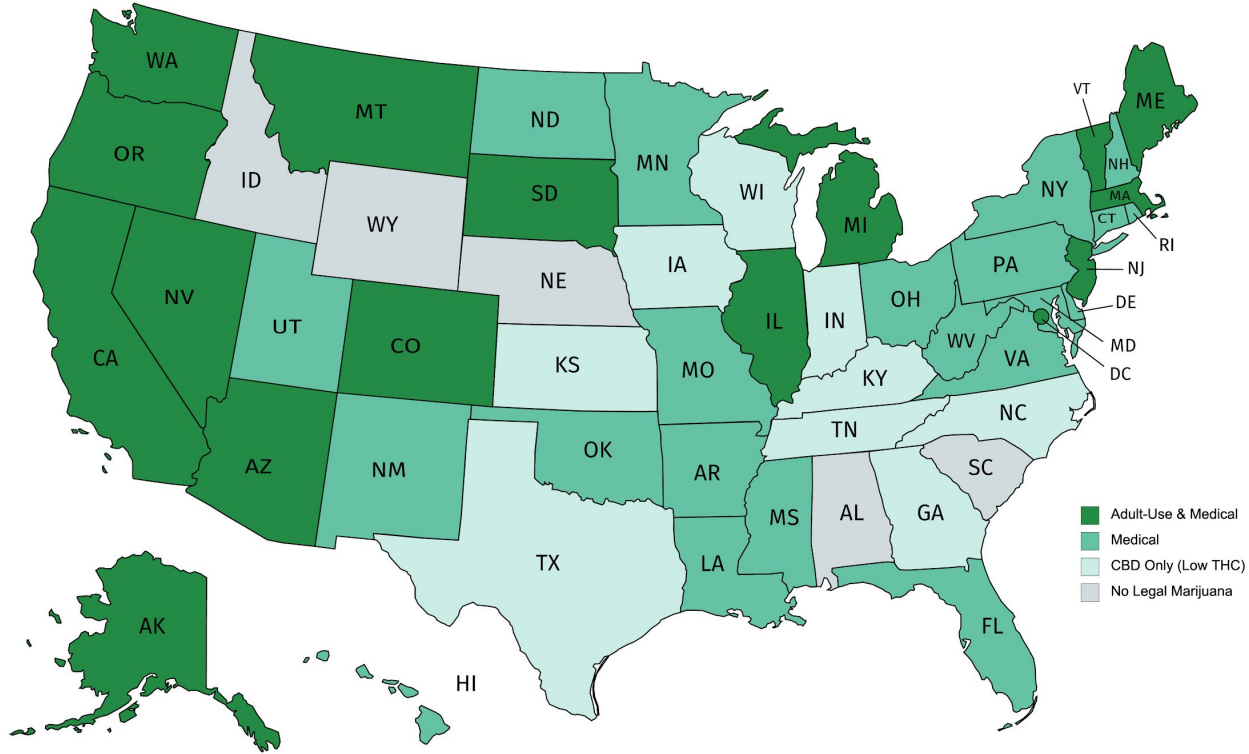 WA
MT
ND
MN
OR
ID
WY
SD
WI
MI
NY
VT
ME
NH
MA
CT
RI
NJ
DE
MD
DC
PA
NV
UT
CO
NE
IA
IL
IN
OH
WV
VA
CA
KS
MO
KY
NC
TN
AZ
NM
OK
AR
SC
MS
AL
GA
TX
LA
FL
AK
HI
Adult-Use & Medical
Medical
CBD Only (Low THC)
No Legal Marijuana